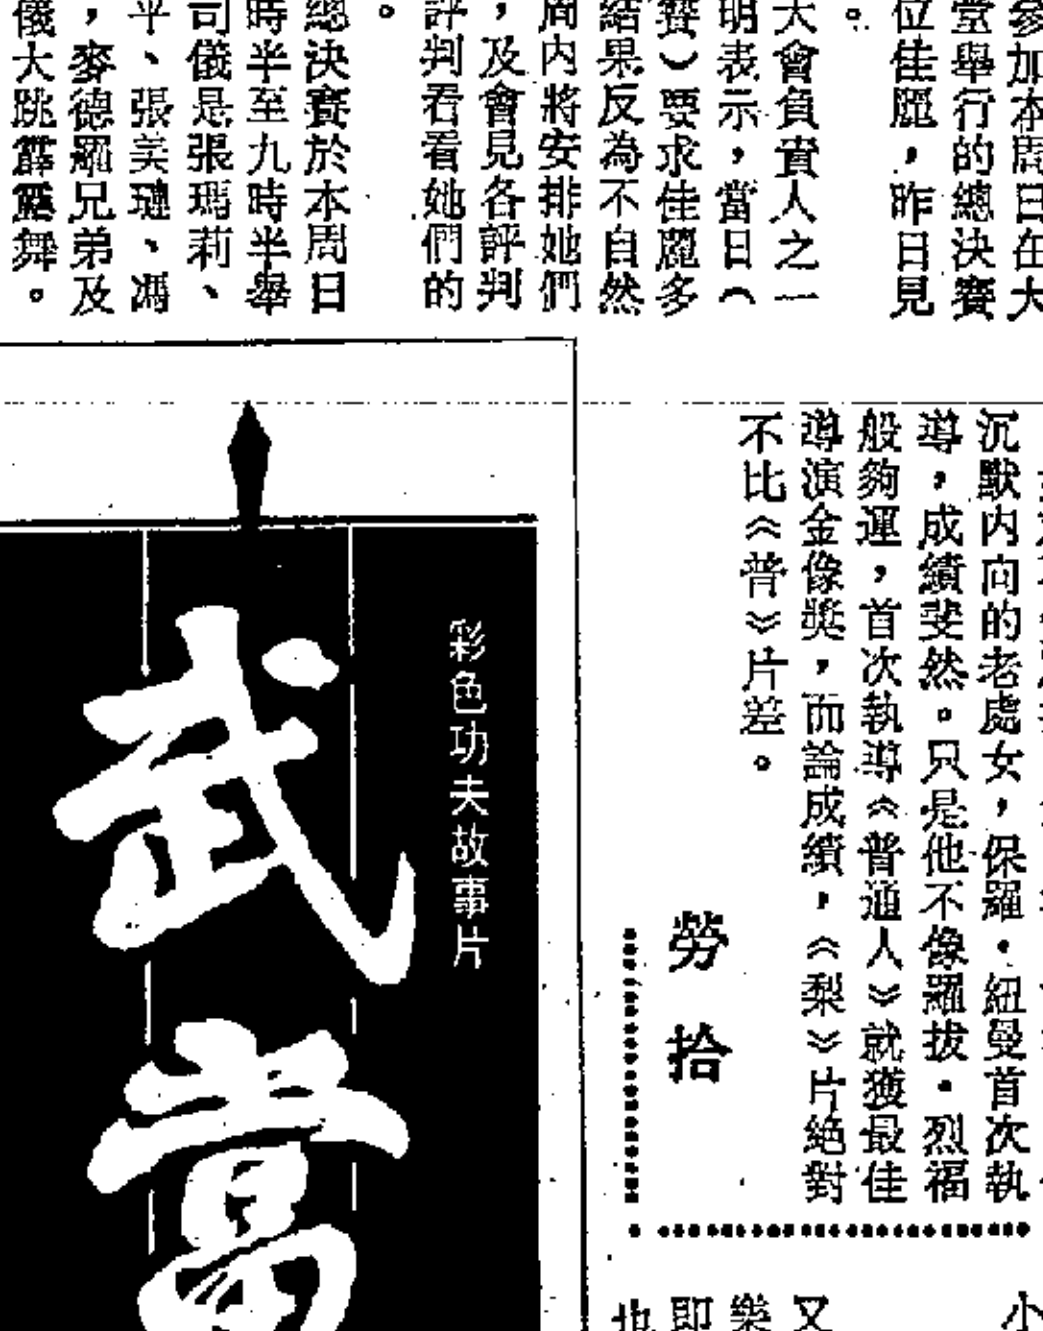 參加本周日在大
堂舉行的總決賽
位佳麗，昨日見
。
大會負責人之一
明表示，當日（
賽）要求佳麗多
結果反為不自然
周內將安排她們
，及會見各評判
評判看看她們的
。
總決賽於本周日
時半至九時半舉
司儀是張瑪莉、
平、張美璉、馮
，麥德羅兄弟及
儀大跳霹靂舞。
沉默內向的老處女，保羅·紐曼首次執
導，成績斐然。只是他不像羅拔·烈福
般夠運，首次執導《普通人》就獲最佳
導演金像獎，而論成績，《梨》片絕對
不比《普》片差。
勞拾
彩色功夫故事片
武當
小
又
樂
即
也